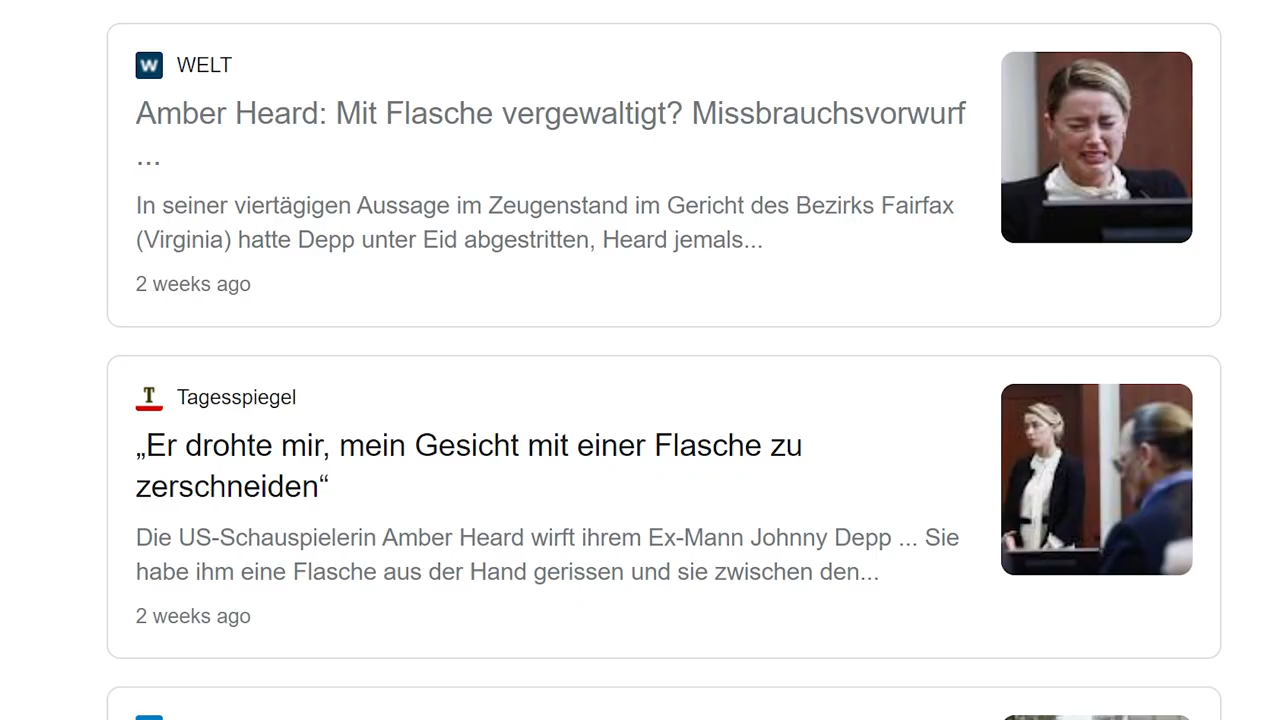 W WELT
Amber Heard: Mit Flasche vergewaltigt? Missbrauchsvorwurf
...
In seiner viertägigen Aussage im Zeugenstand im Gericht des Bezirks Fairfax
(Virginia) hatte Depp unter Eid abgestritten, Heard jemals...
2 weeks ago
T Tagesspiegel
„Er drohte mir, mein Gesicht mit einer Flasche zu
zerschneiden“
Die US-Schauspielerin Amber Heard wirft ihrem Ex-Mann Johnny Depp ... Sie
habe ihm eine Flasche aus der Hand gerissen und sie zwischen den...
2 weeks ago